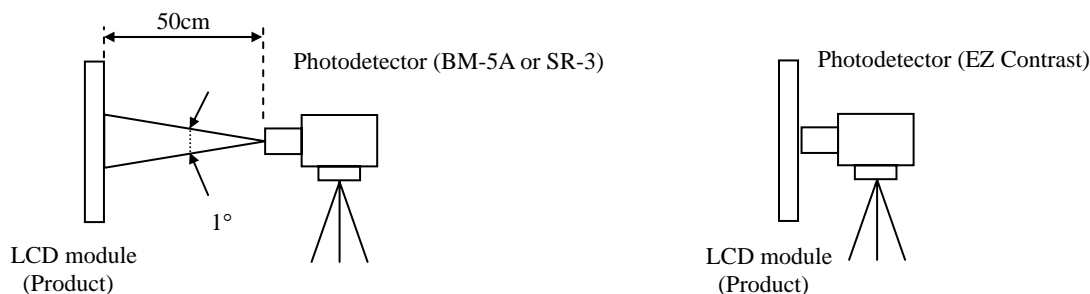 50cm
Photodetector (BM-5A or SR-3)
1°
LCD module
(Product)
Photodetector (EZ Contrast)
LCD module
(Product)